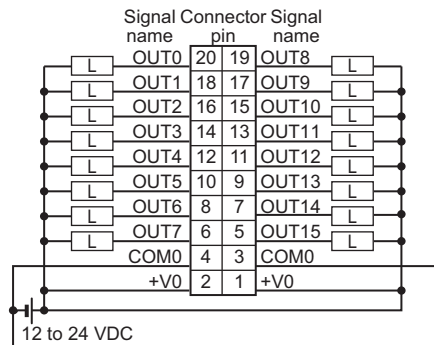 Signal Connector Signal
name pin name
L OUT0 20 19 OUT8 L
L OUT1 18 17 OUT9 L
L OUT2 16 15 OUT10 L
L OUT3 14 13 OUT11 L
L OUT4 12 11 OUT12 L
L OUT5 10 9 OUT13 L
L OUT6 8 7 OUT14 L
L OUT7 6 5 OUT15 L
COM0 4 3 COM0
+V0 2 1 +V0
12 to 24 VDC